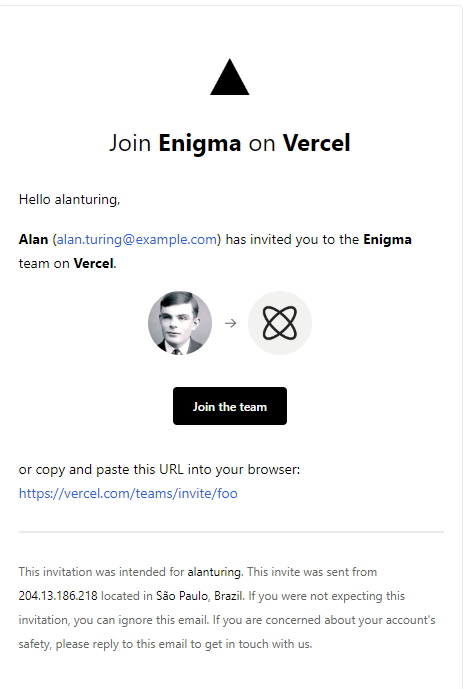 Join Enigma on Vercel
Hello alanturing,
Alan (alan.turing@example.com) has invited you to the Enigma
team on Vercel.
Join the team
or copy and paste this URL into your browser:
https://vercel.com/teams/invite/foo
This invitation was intended for alanturing. This invite was sent from
204.13.186.218 located in São Paulo, Brazil. If you were not expecting this
invitation, you can ignore this email. If you are concerned about your account's
safety, please reply to this email to get in touch with us.